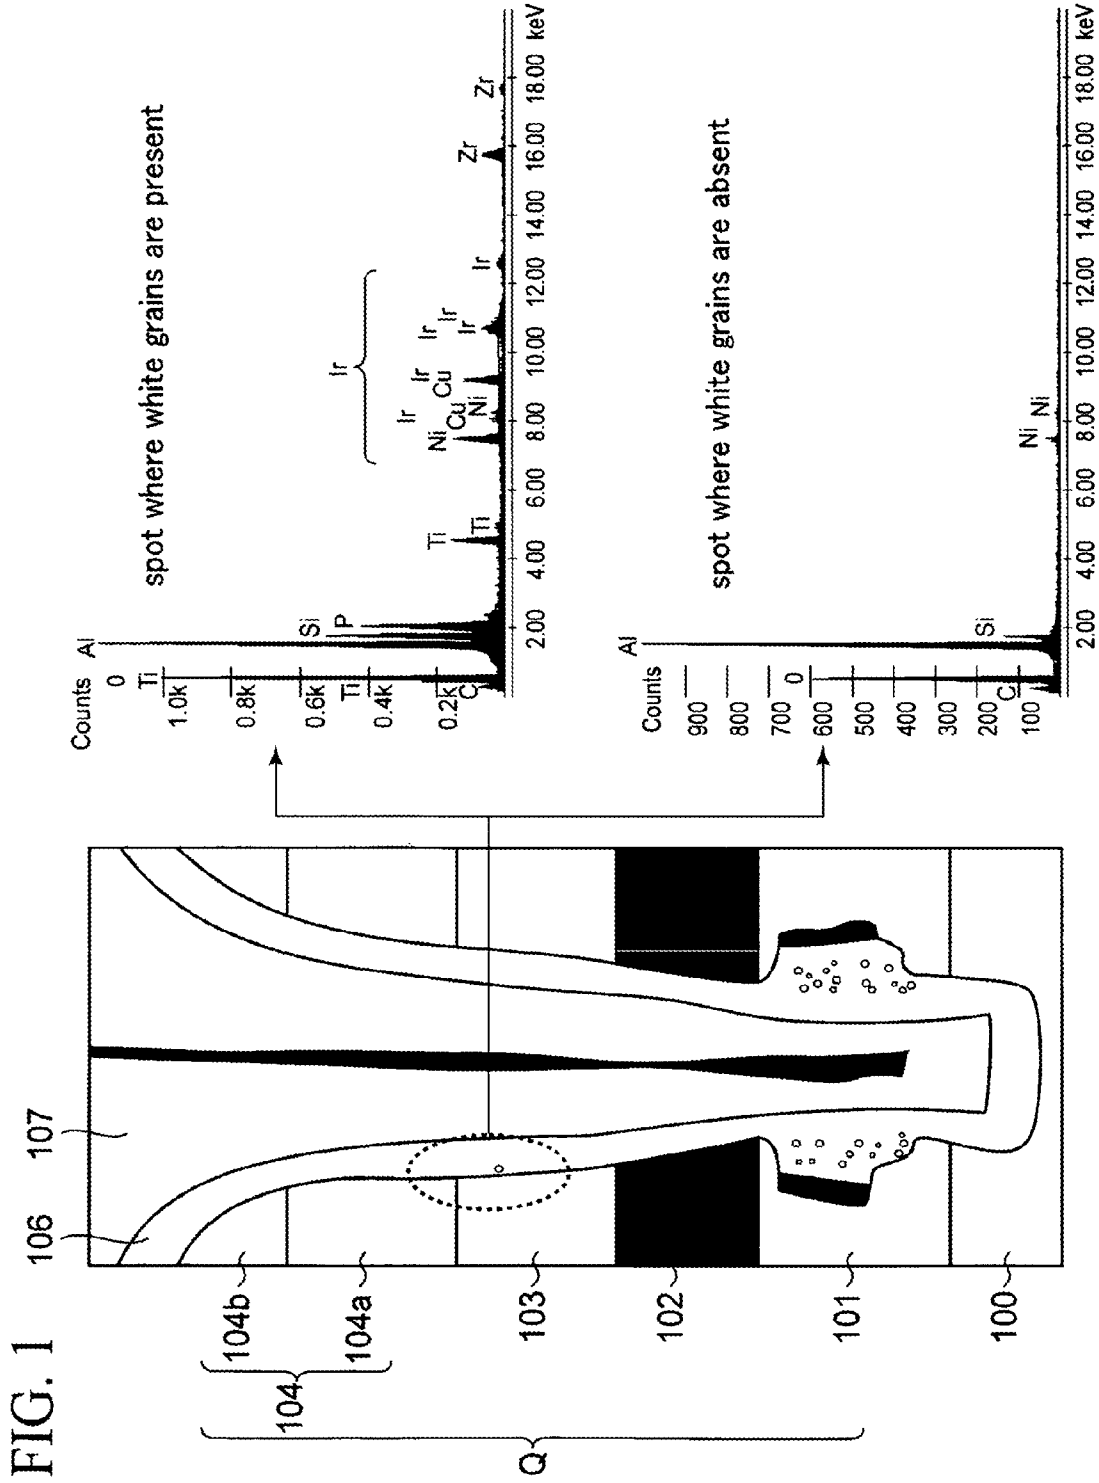 FIG. 1
Q
104
104b
104a
103
102
101
100
106
107
spot where white grains are present
Counts
1.0k
0.8k
0.6k
0.4k
0.2k
0
Ti
Ti
C
Al
Si
P
Ti
Ti
Ni
Cu
Ni
Ir
Cu
Ir
Ir
Ir
Ir
Ir
Ir
Zr
Zr
2.00 4.00 6.00 8.00 10.00 12.00 14.00 16.00 18.00 keV
spot where white grains are absent
Counts
900
800
700
600
500
400
300
200
100
0
C
Al
Si
Ni
Ni
2.00 4.00 6.00 8.00 10.00 12.00 14.00 16.00 18.00 keV